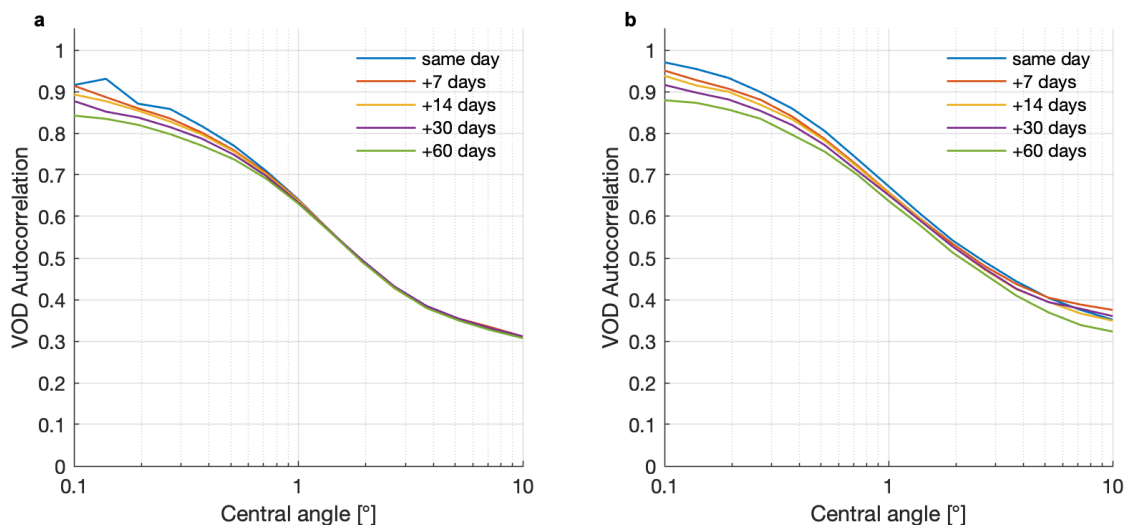 a
1
0.9
0.8
0.7
0.6
0.5
0.4
0.3
0.2
0.1
0
VOD Autocorrelation
same day
+7 days
+14 days
+30 days
+60 days
0.1
1
10
Central angle [°]
b
1
0.9
0.8
0.7
0.6
0.5
0.4
0.3
0.2
0.1
0
VOD Autocorrelation
same day
+7 days
+14 days
+30 days
+60 days
0.1
1
10
Central angle [°]